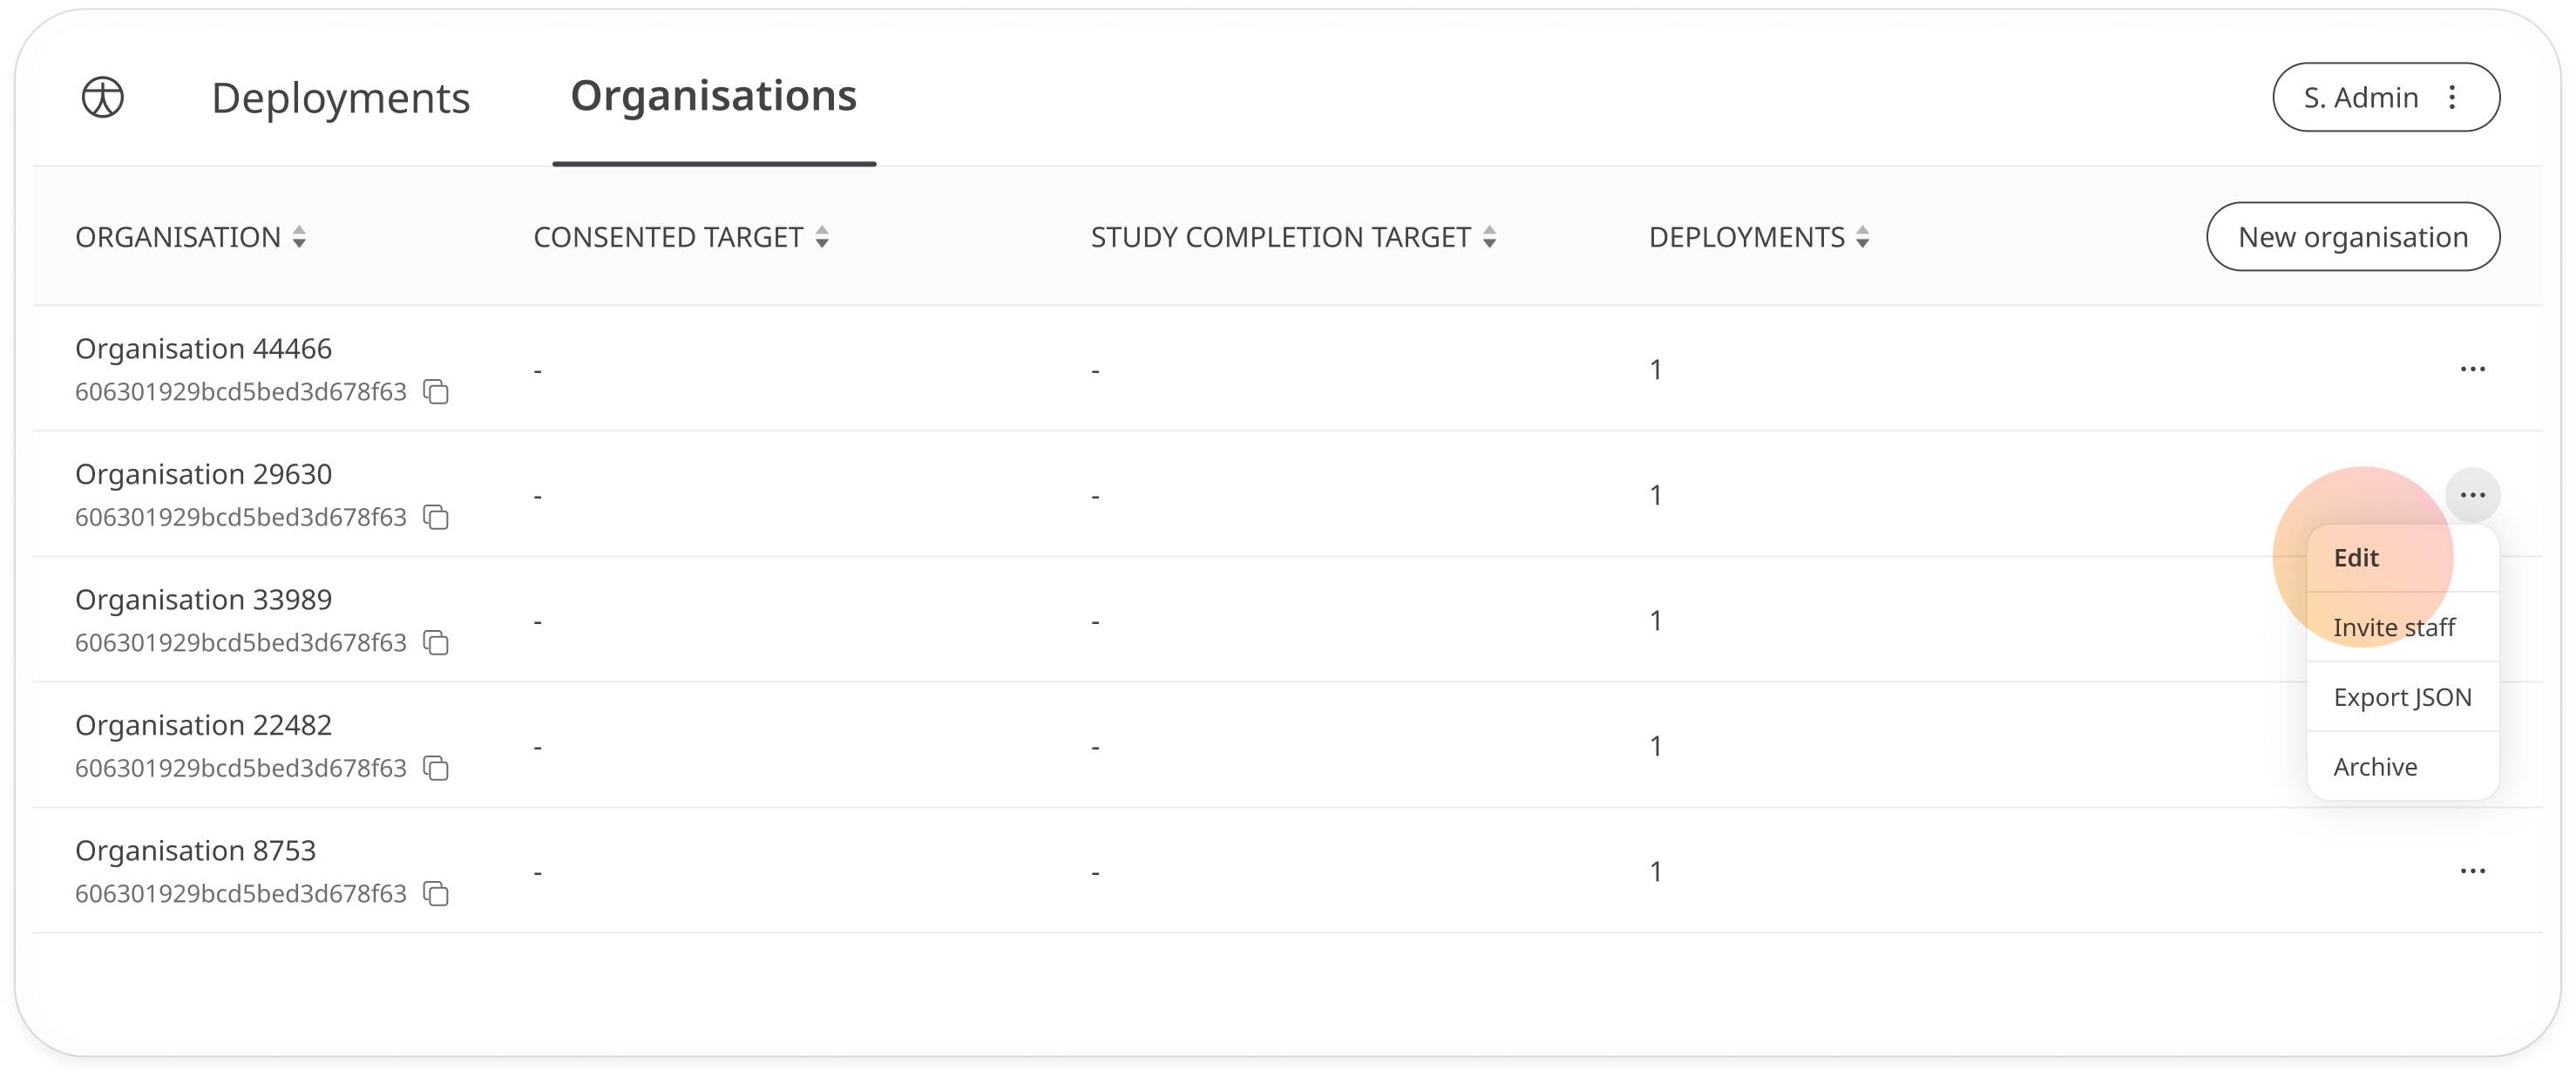 Deployments Organisations S. Admin
ORGANISATION CONSENTED TARGET STUDY COMPLETION TARGET DEPLOYMENTS New organisation
Organisation 44466
606301929bcd5bed3d678f63 - - 1
Organisation 29630
606301929bcd5bed3d678f63 - - 1
Edit
Organisation 33989
606301929bcd5bed3d678f63 - - 1
Invite staff
Export JSON
Organisation 22482
606301929bcd5bed3d678f63 - - 1
Archive
Organisation 8753
606301929bcd5bed3d678f63 - - 1